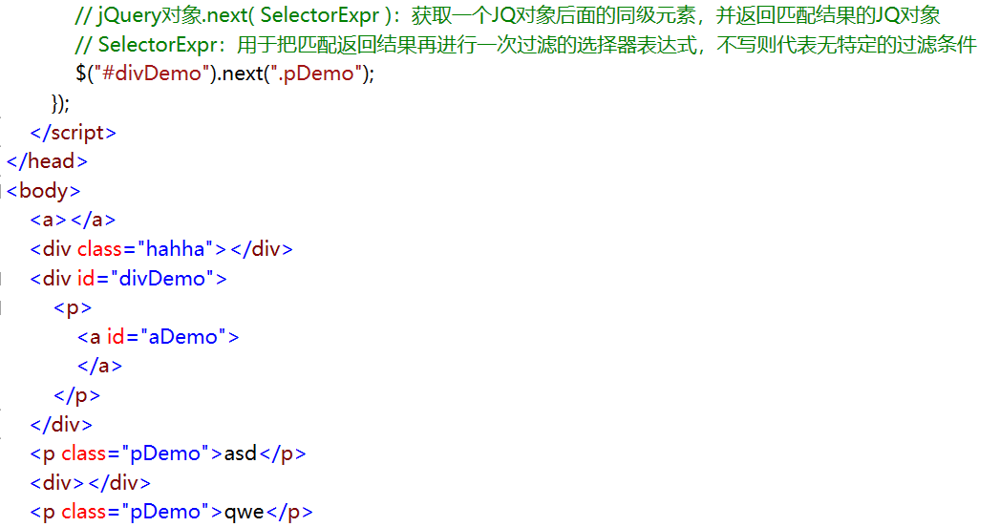 // jQuery对象.next( SelectorExpr )：获取一个JQ对象后面的同级元素，并返回匹配结果的JQ对象
// SelectorExpr：用于把匹配返回结果再进行一次过滤的选择器表达式，不写则代表无特定的过滤条件
$("#divDemo").next(".pDemo");
});
</script>
</head>
<body>
<a></a>
<div class="hahha"></div>
<div id="divDemo">
<p>
<a id="aDemo">
</a>
</p>
</div>
<p class="pDemo">asd</p>
<div></div>
<p class="pDemo">qwe</p>